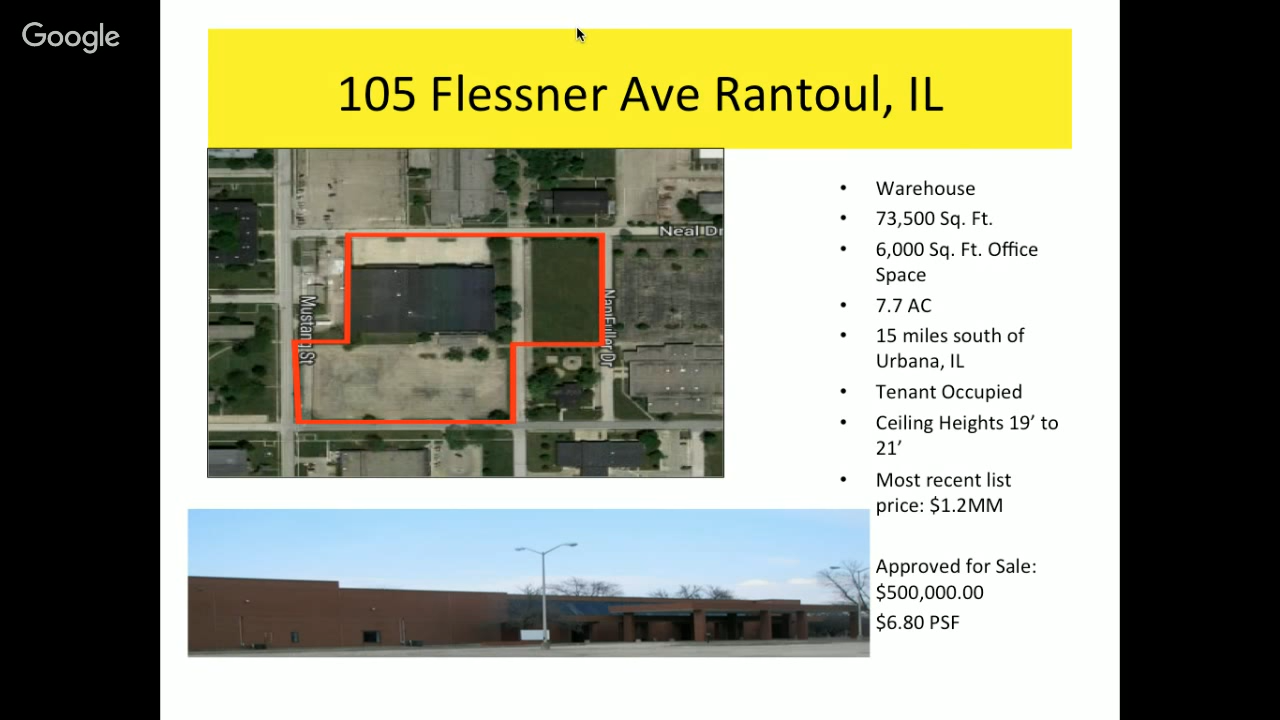 Google
105 Flessner Ave Rantoul, IL
Neal Dr
Mustang St
Nan Fuller Dr
• Warehouse
• 73,500 Sq. Ft.
• 6,000 Sq. Ft. Office
Space
• 7.7 AC
• 15 miles south of
Urbana, IL
• Tenant Occupied
• Ceiling Heights 19’ to
21’
• Most recent list
price: $1.2MM
Approved for Sale:
$500,000.00
$6.80 PSF